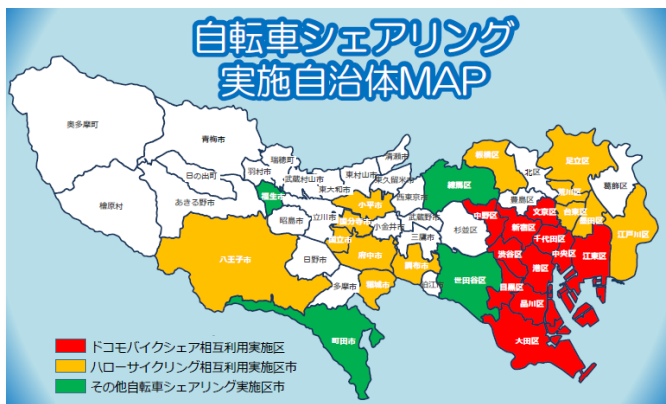 自転車シェアリング
実施自治体MAP
奥多摩町
青梅市
瑞穂町
清瀬市
羽村市
武蔵村山市
東村山市
東久留米市
日の出町
東大和市
檜原村
あきる野市
福生市
昭島市
立川市
小平市
西東京市
国分寺市
小金井市
武蔵野市
三鷹市
国立市
八王子市
日野市
府中市
調布市
多摩市
稲城市
狛江市
町田市
練馬区
板橋区
北区
足立区
荒川区
葛飾区
豊島区
文京区
台東区
墨田区
中野区
新宿区
杉並区
千代田区
江戸川区
渋谷区
中央区
江東区
港区
世田谷区
目黒区
品川区
大田区
ドコモバイクシェア相互利用実施区
ハローサイクリング相互利用実施区市
その他自転車シェアリング実施区市